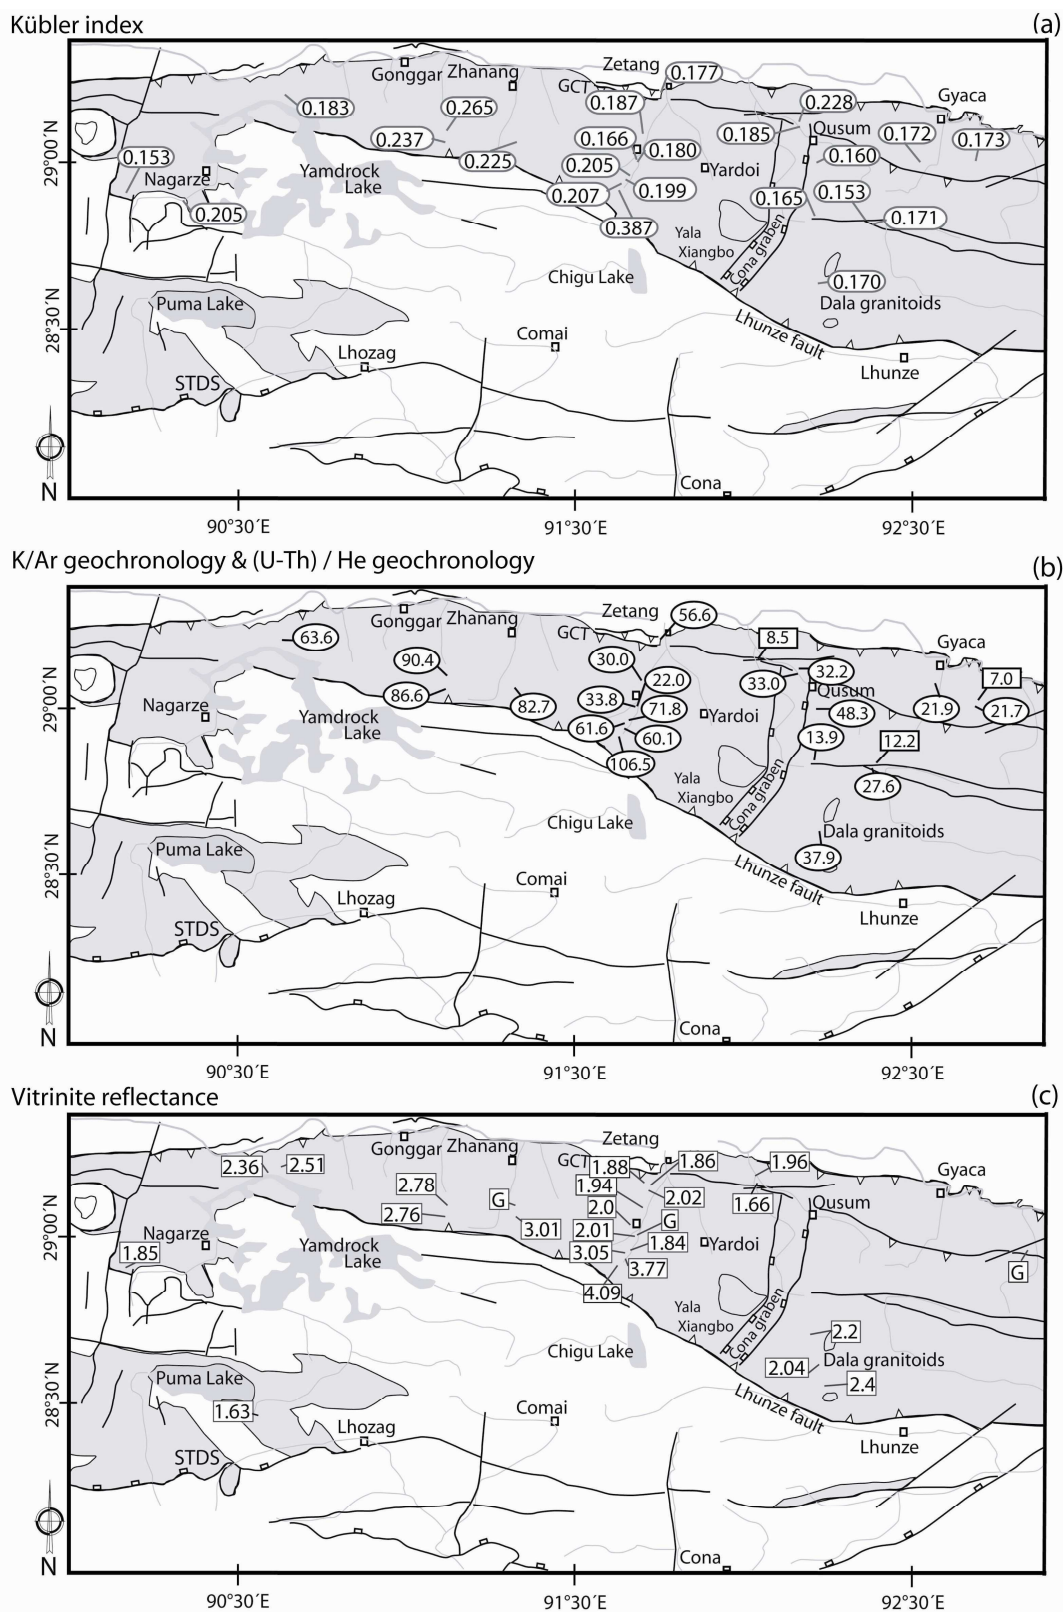 Kübler index
(a)
Zetang
0.177
Gonggar
Zhanang
GCT
0.187
0.228
Gyaca
0.183
0.265
0.185
Qusum
0.172
0.173
29°00´N
0.237
0.166
0.180
0.153
0.225
0.205
Yardoi
0.160
Nagarze
Yamdrock
Lake
0.207
0.199
0.165
0.153
0.205
0.387
0.171
Yala
Xiangbo
Cona graben
Chigu Lake
0.170
Puma Lake
Dala granitoids
28°30´N
Comai
Lhunze fault
Lhozag
Lhunze
STDS
N
Cona
90°30´E
91°30´E
92°30´E
K/Ar geochronology & (U-Th) / He geochronology
(b)
Zetang
56.6
Gonggar
Zhanang
GCT
63.6
8.5
Gyaca
90.4
30.0
32.2
22.0
33.0
7.0
29°00´N
86.6
33.8
Qusum
Nagarze
82.7
71.8
Yardoi
48.3
21.9
21.7
Yamdrock
Lake
61.6
60.1
13.9
12.2
106.5
Yala
Xiangbo
Cona graben
27.6
Chigu Lake
Dala granitoids
Puma Lake
37.9
28°30´N
Comai
Lhunze fault
Lhozag
Lhunze
STDS
N
Cona
90°30´E
91°30´E
92°30´E
Vitrinite reflectance
(c)
Zetang
Gonggar
Zhanang
GCT
1.88
1.86
1.96
2.36
2.51
Gyaca
2.78
1.94
G
2.02
1.66
Qusum
2.0
2.76
G
29°00´N
Nagarze
3.01
2.01
1.84
Yardoi
1.85
Yamdrock
Lake
3.05
3.77
G
4.09
Yala
Xiangbo
Cona graben
2.2
Chigu Lake
Dala granitoids
2.04
Puma Lake
2.4
28°30´N
1.63
Comai
Lhunze fault
Lhozag
Lhunze
STDS
N
Cona
90°30´E
91°30´E
92°30´E